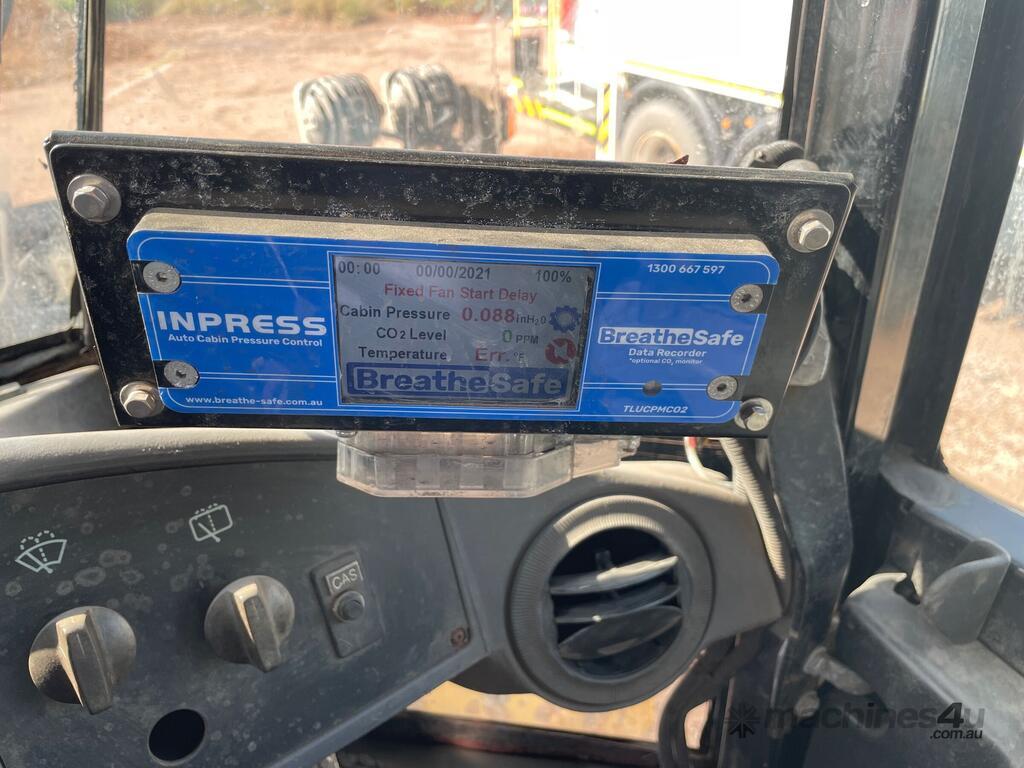 00:00 00/00/2021 100%
Fixed Fan Start Delay
Cabin Pressure 0.088 inH2O
CO2 Level 0 PPM
Temperature Err. °F
BreatheSafe
INPRESS
Auto Cabin Pressure Control
www.breathe-safe.com.au
1300 667 597
BreatheSafe
Data Recorder
*optional CO2 monitor
TLUCPMC02
CAS
machines4u
.com.au